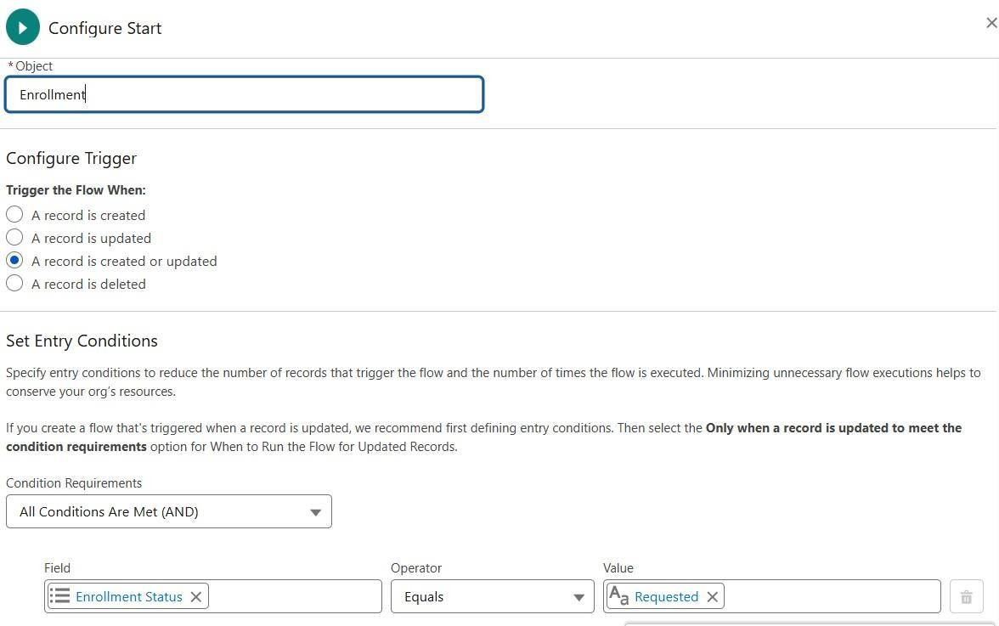 Configure Start
* Object
Enrollment
Configure Trigger
Trigger the Flow When:
A record is created
A record is updated
A record is created or updated
A record is deleted
Set Entry Conditions
Specify entry conditions to reduce the number of records that trigger the flow and the number of times the flow is executed. Minimizing unnecessary flow executions helps to
conserve your org's resources.
If you create a flow that's triggered when a record is updated, we recommend first defining entry conditions. Then select the Only when a record is updated to meet the
condition requirements option for When to Run the Flow for Updated Records.
Condition Requirements
All Conditions Are Met (AND)
Field Operator Value
Enrollment Status Equals Aa Requested